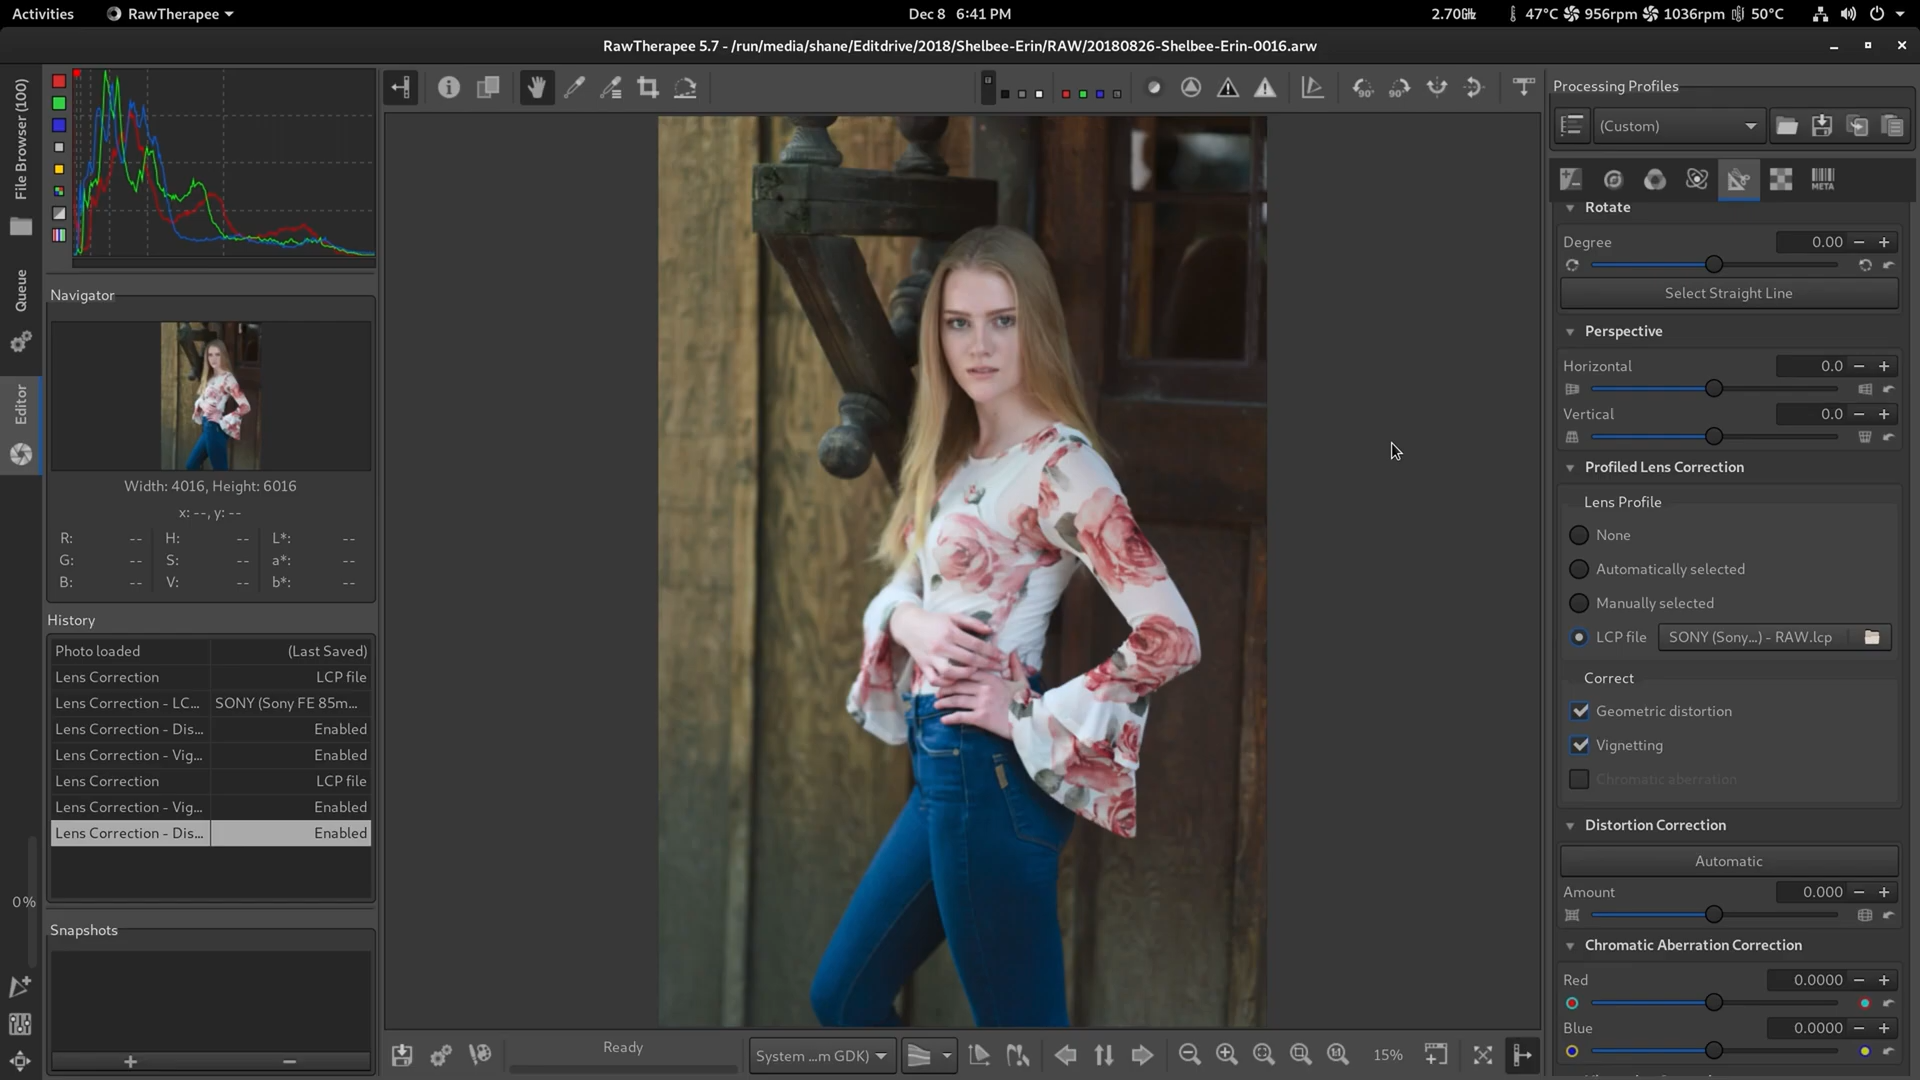 Activities RawTherapee Dec 8 6:41 PM 2.70GHz 47°C 956rpm 1036rpm 50°C
RawTherapee 5.7 - /run/media/shane/Editdrive/2018/Shelbee-Erin/RAW/20180826-Shelbee-Erin-0016.arw
File Browser (100)
Queue
Editor
0%
Navigator
Width: 4016, Height: 6016
x: --, y: --
R: -- H: -- L*: --
G: -- S: -- a*: --
B: -- V: -- b*: --
History
Photo loaded (Last Saved)
Lens Correction LCP file
Lens Correction - LC... SONY (Sony FE 85m...
Lens Correction - Dis... Enabled
Lens Correction - Vig... Enabled
Lens Correction LCP file
Lens Correction - Vig... Enabled
Lens Correction - Dis... Enabled
Snapshots
Ready
System ...m GDK)
15%
90°
90°
Processing Profiles
(Custom)
META
Rotate
Degree 0.00
Select Straight Line
Perspective
Horizontal 0.0
Vertical 0.0
Profiled Lens Correction
Lens Profile
None
Automatically selected
Manually selected
LCP file SONY (Sony...) - RAW.lcp
Correct
Geometric distortion
Vignetting
Chromatic aberration
Distortion Correction
Automatic
Amount 0.000
Chromatic Aberration Correction
Red 0.0000
Blue 0.0000